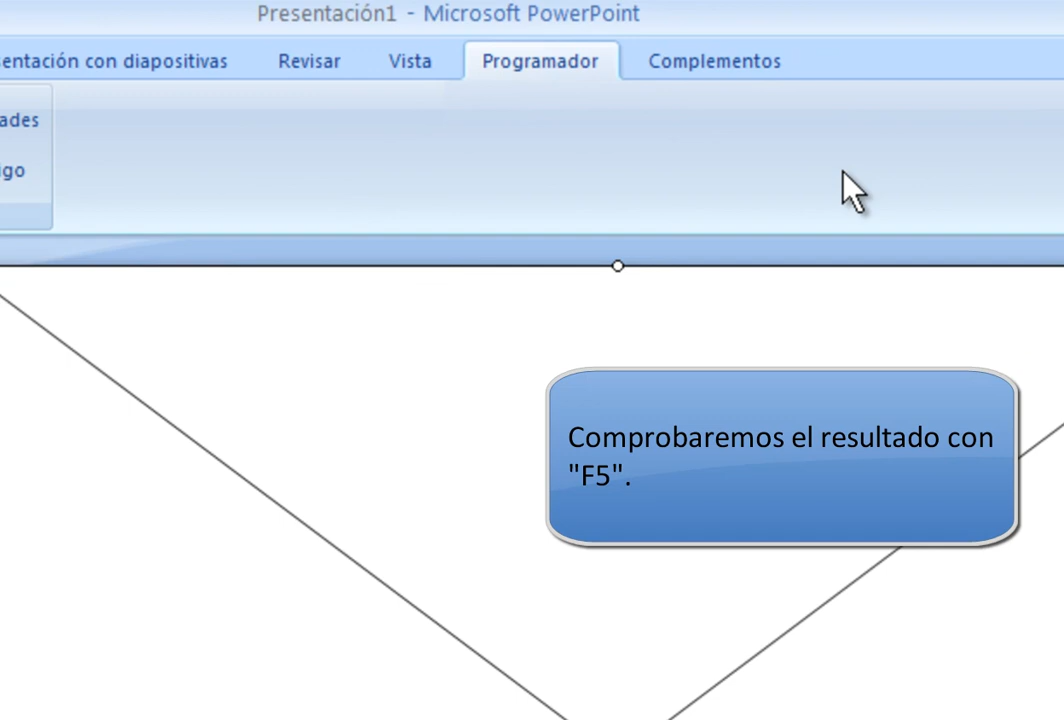 Presentación1 - Microsoft PowerPoint
entación con diapositivas Revisar Vista Programador Complementos
ades
igo
Comprobaremos el resultado con
"F5".